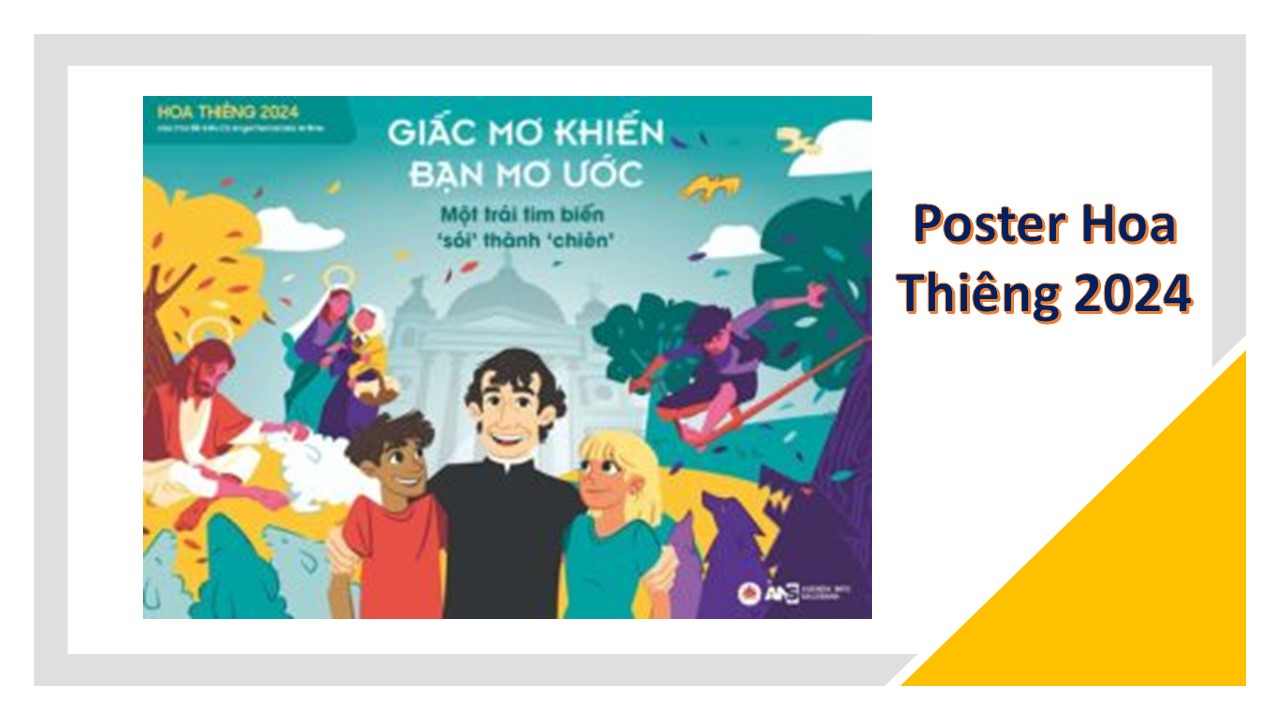 HOA THIÊNG 2024
GIẤC MƠ KHIẾN
BẠN MƠ ƯỚC
Một trái tim biến
‘sói’ thành ‘chiên’
ANS
Poster Hoa
Thiêng 2024